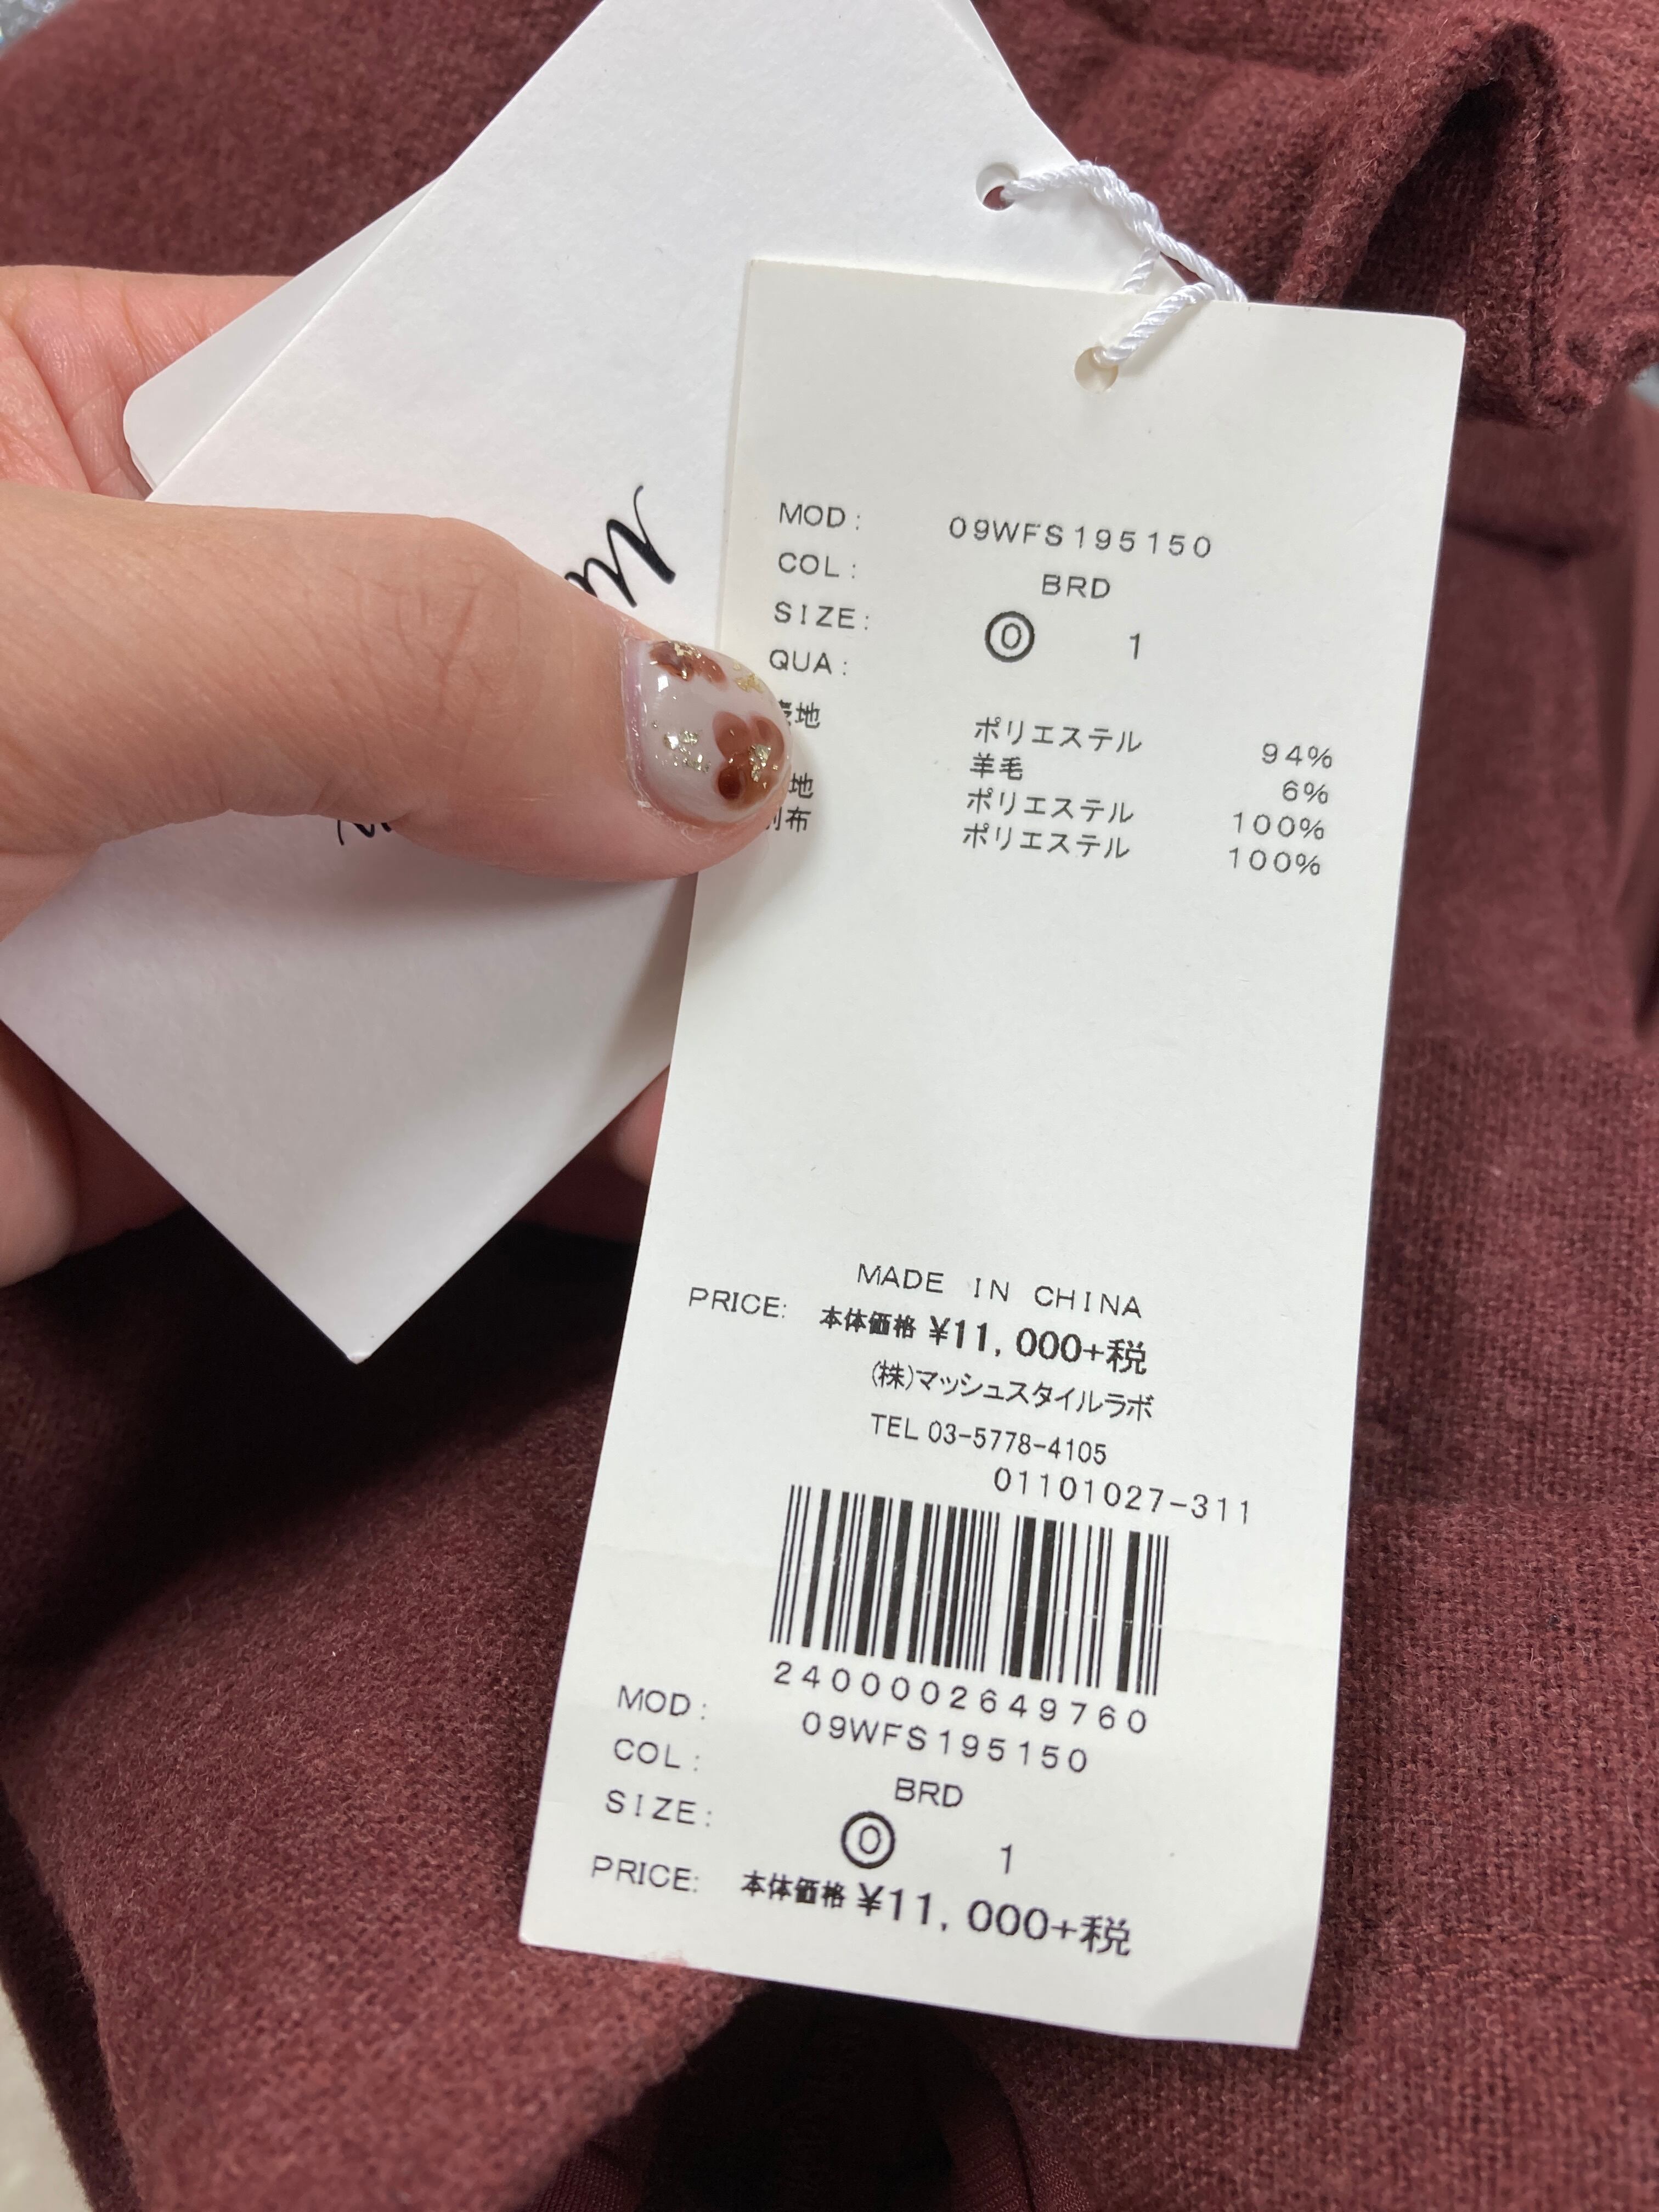 MOD: 09WFS195150
COL: BRD
SIZE: 0 1
QUA:
地 ポリエステル 94%
羊毛 6%
地 ポリエステル 100%
布 ポリエステル 100%
MADE IN CHINA
PRICE: 本体価格 ¥11,000+税
(株)マッシュスタイルラボ
TEL 03-5778-4105
01101027-311
2400002649760
MOD: 09WFS195150
COL: BRD
SIZE: 0 1
PRICE: 本体価格 ¥11,000+税